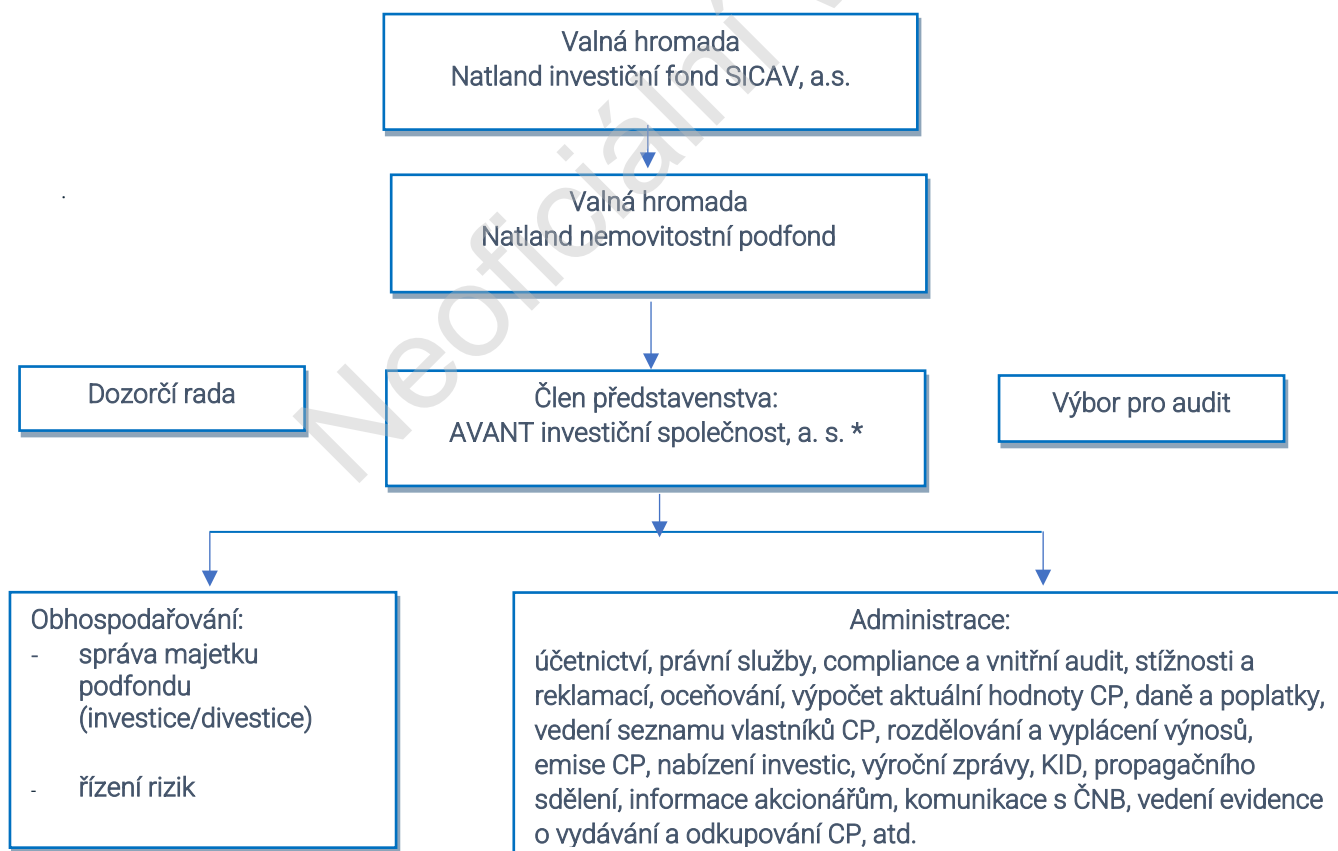 Valná hromada
Natland investiční fond SICAV, a.s.
Valná hromada
Natland nemovitostní podfond
Dozorčí rada
Člen představenstva:
AVANT investiční společnost, a. s. *
Výbor pro audit
Obhospodařování:
- správa majetku
podfondu
(investice/divestice)
- řízení rizik
Administrace:
účetnictví, právní služby, compliance a vnitřní audit, stížnosti a
reklamací, oceňování, výpočet aktuální hodnoty CP, daně a poplatky,
vedení seznamu vlastníků CP, rozdělování a vyplácení výnosů,
emise CP, nabízení investic, výroční zprávy, KID, propagačního
sdělení, informace akcionářům, komunikace s ČNB, vedení evidence
o vydávání a odkupování CP, atd.
Neoficiální